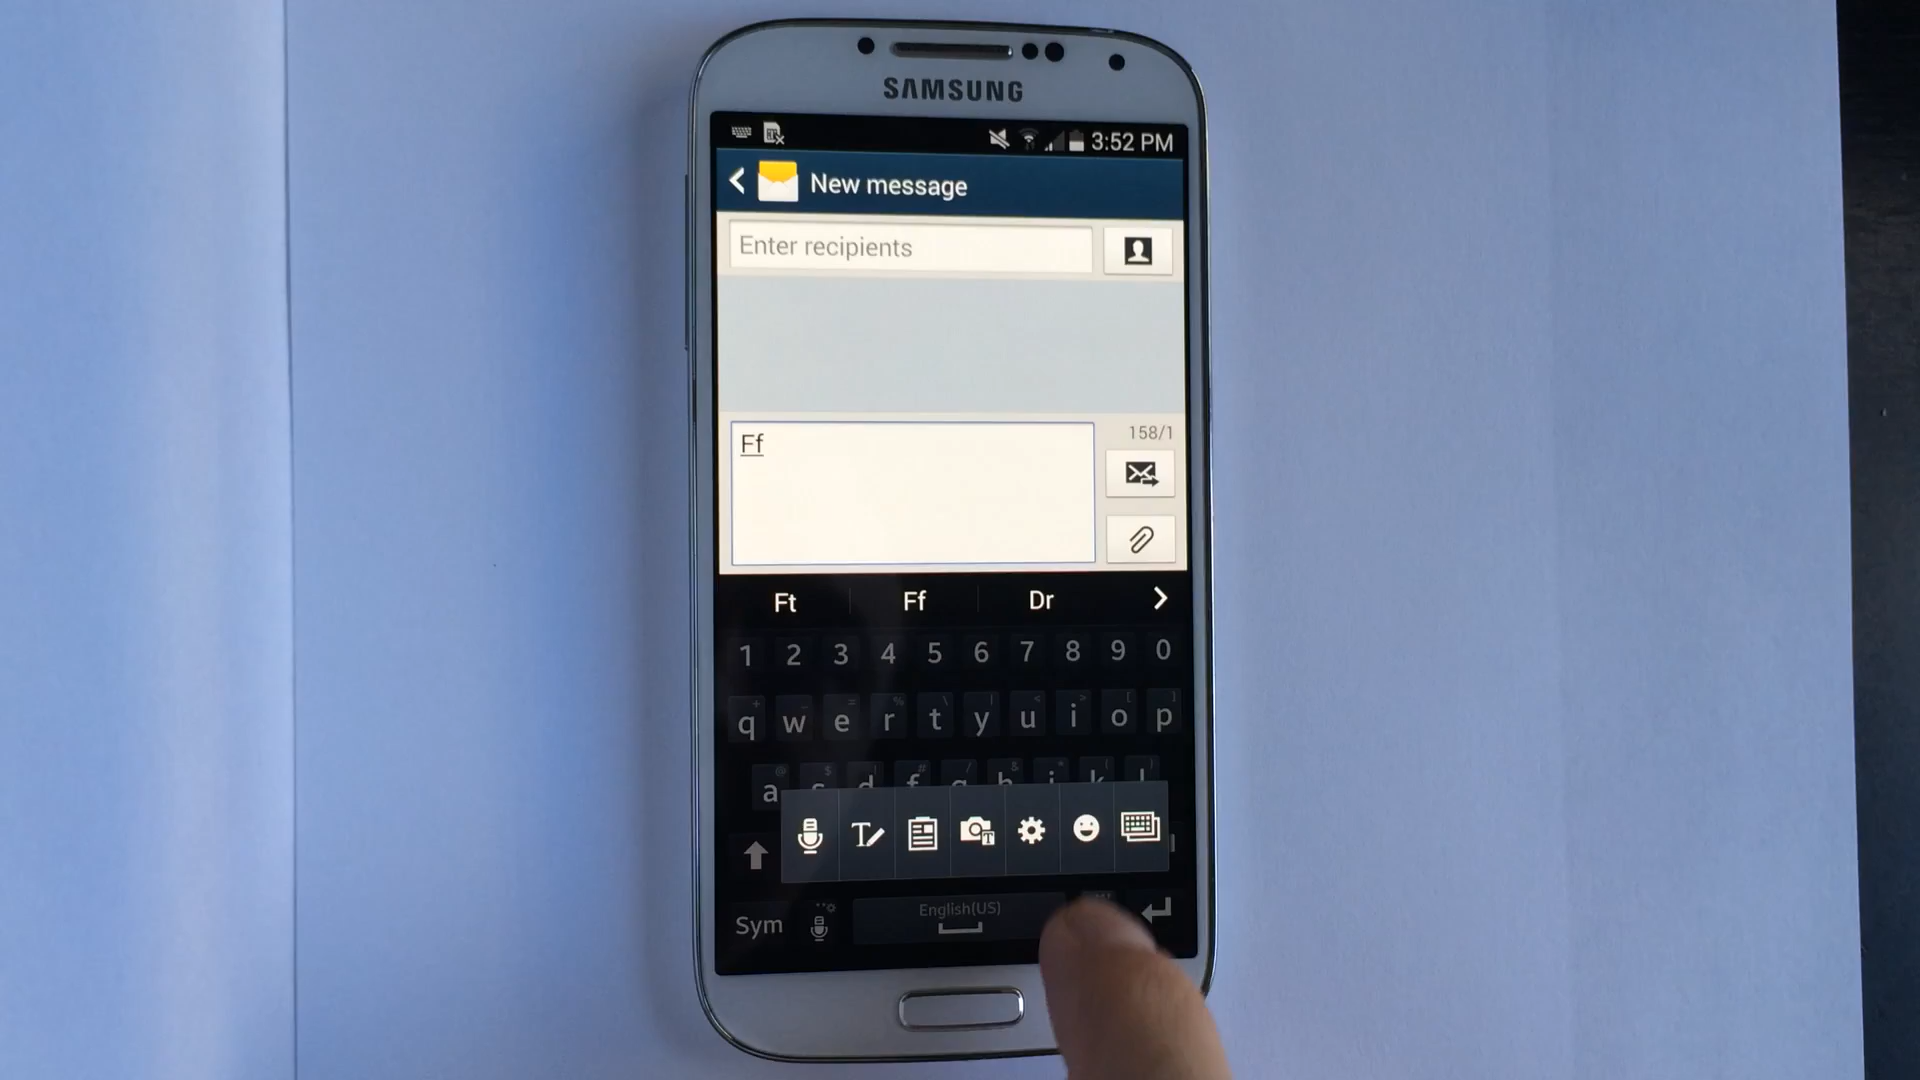 SAMSUNG
3:52 PM
New message
Enter recipients
158/1
Ff
Ft Ff Dr
1 2 3 4 5 6 7 8 9 0
q w e r t y u i o p
a s d f g h j k l
Sym English(US)